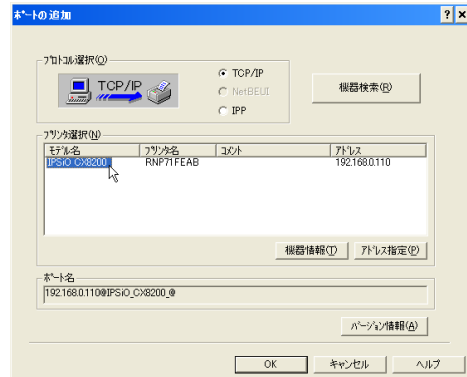 ﾎﾟｰﾄの追加
ﾌﾟﾛﾄｺﾙ選択(O)
TCP/IP
TCP/IP
NetBEUI
IPP
機器検索(R)
ﾌﾟﾘﾝﾀ選択(N)
ﾓﾃﾞﾙ名 ﾌﾟﾘﾝﾀ名 ｺﾒﾝﾄ ｱﾄﾞﾚｽ
IPSiO CX8200 RNP71FEAB 192.168.0.110
機器情報(T) ｱﾄﾞﾚｽ指定(P)
ﾎﾟｰﾄ名
192.168.0.110@IPSiO_CX8200_@
ﾊﾞｰｼﾞｮﾝ情報(A)
OK ｷｬﾝｾﾙ ﾍﾙﾌﾟ